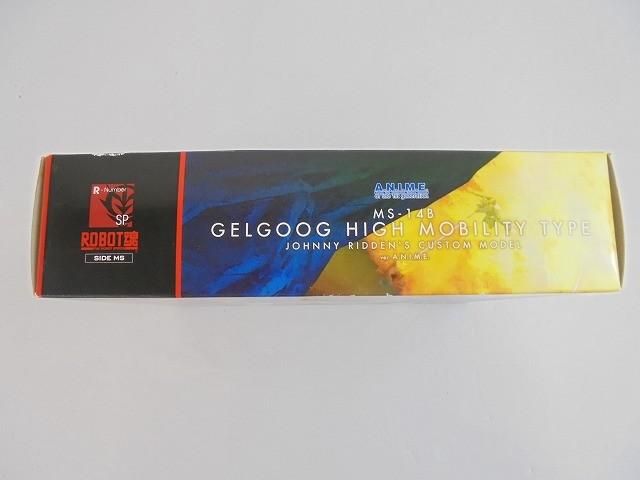 R-Number
SP
ROBOT魂
SIDE MS
A.N.I.M.E.
MS-14B
GELGOOG HIGH MOBILITY TYPE
JOHNNY RIDDEN'S CUSTOM MODEL
ver. A.N.I.M.E.